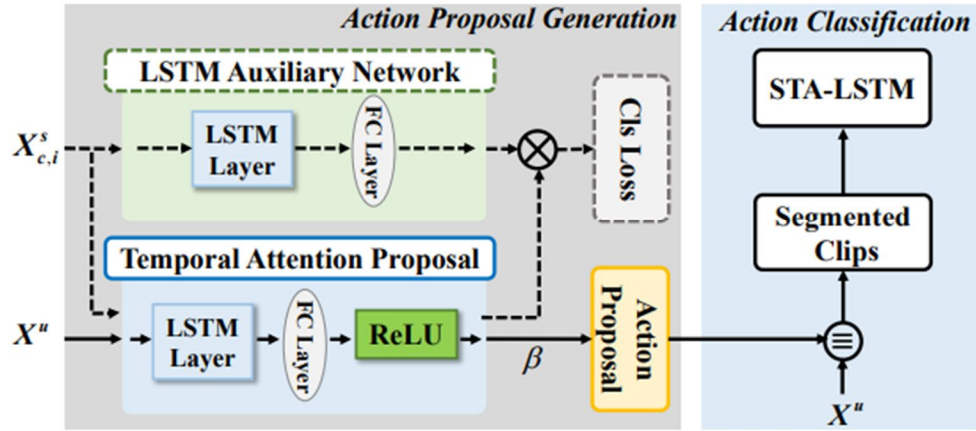 Action Proposal Generation
LSTM Auxiliary Network
X^s_{c,i}
LSTM
Layer
FC Layer
⊗
Cls Loss
Temporal Attention Proposal
X^u
LSTM
Layer
FC Layer
ReLU
β
Action
Proposal
Action Classification
STA-LSTM
Segmented
Clips
≡
X^u